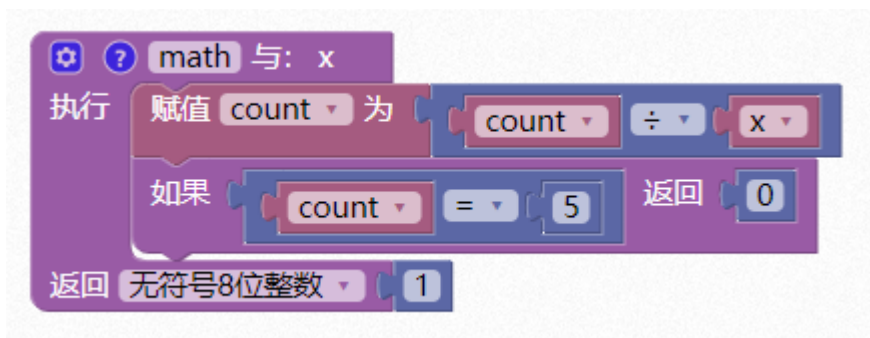 ? math 与: x
执行 赋值 count 为 count ÷ x
如果 count = 5 返回 0
返回 无符号8位整数 1